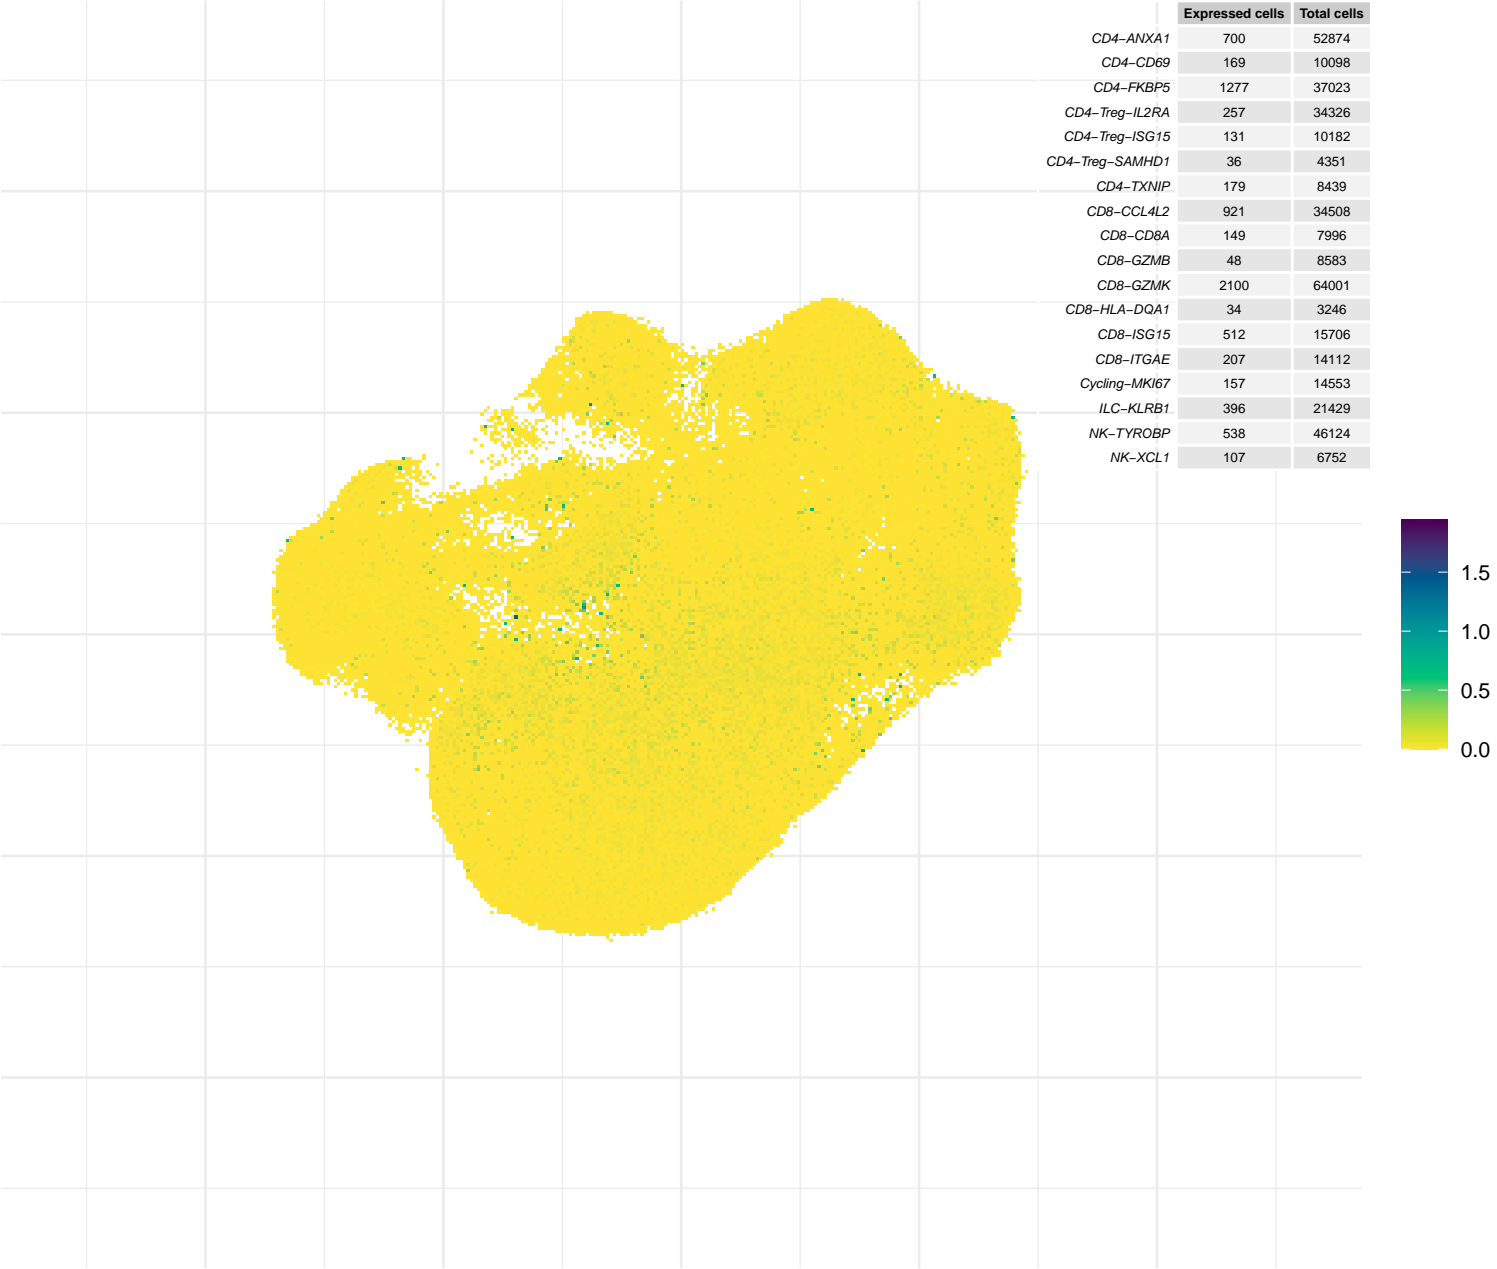 Expressed cells Total cells
CD4−ANXA1 700 52874
CD4−CD69 169 10098
CD4−FKBP5 1277 37023
CD4−Treg−IL2RA 257 34326
CD4−Treg−ISG15 131 10182
CD4−Treg−SAMHD1 36 4351
CD4−TXNIP 179 8439
CD8−CCL4L2 921 34508
CD8−CD8A 149 7996
CD8−GZMB 48 8583
CD8−GZMK 2100 64001
CD8−HLA−DQA1 34 3246
CD8−ISG15 512 15706
CD8−ITGAE 207 14112
Cycling−MKI67 157 14553
ILC−KLRB1 396 21429
NK−TYROBP 538 46124
NK−XCL1 107 6752
1.5
1.0
0.5
0.0